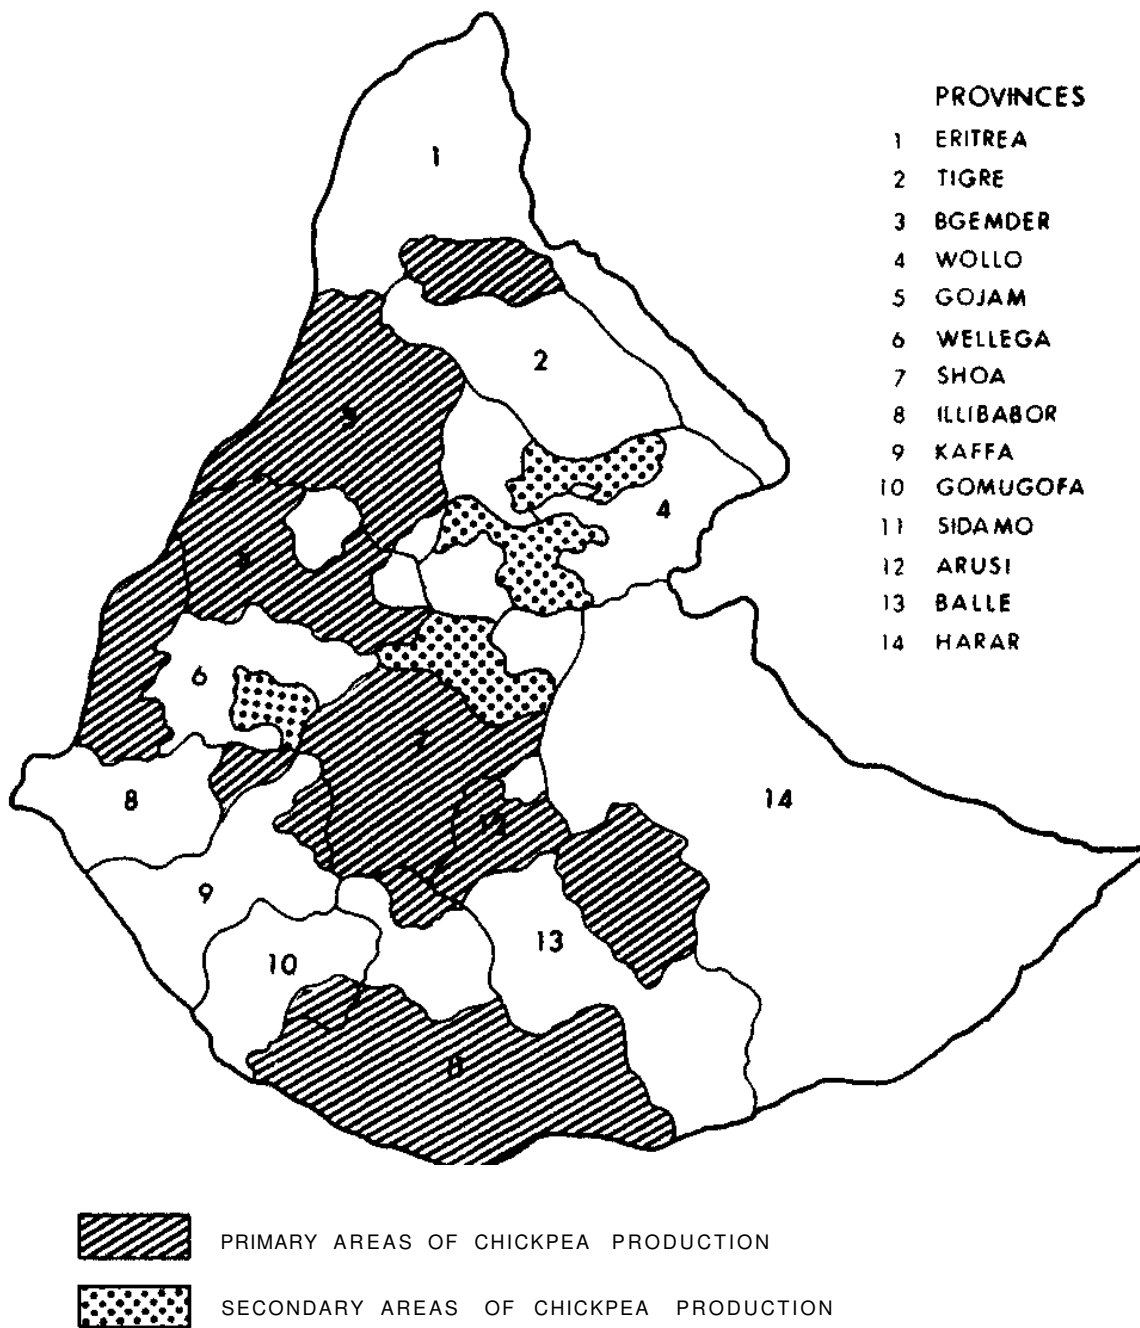 PROVINCES
1 ERITREA
2 TIGRE
3 BGEMDER
4 WOLLO
5 GOJAM
6 WELLEGA
7 SHOA
8 ILLIBABOR
9 KAFFA
10 GOMUGOFA
11 SIDAMO
12 ARUSI
13 BALLE
14 HARAR
1
2
4
6
7
8
14
9
13
10
PRIMARY AREAS OF CHICKPEA PRODUCTION
SECONDARY AREAS OF CHICKPEA PRODUCTION